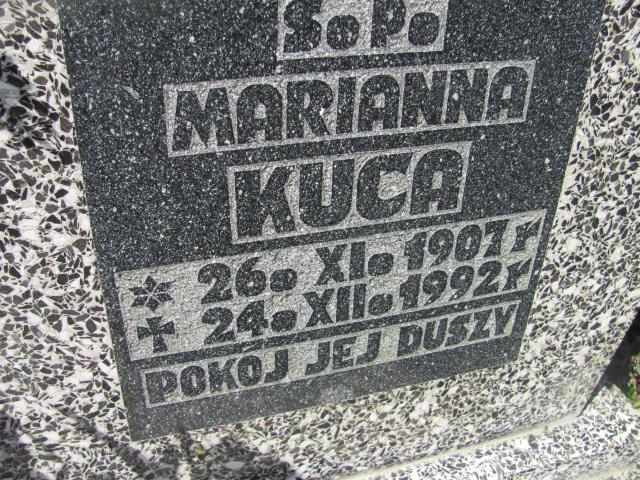 S.P.
MARIANNA
KUCA
26. XI. 1907 r
24. XII. 1992 r
POKÓJ JEJ DUSZY